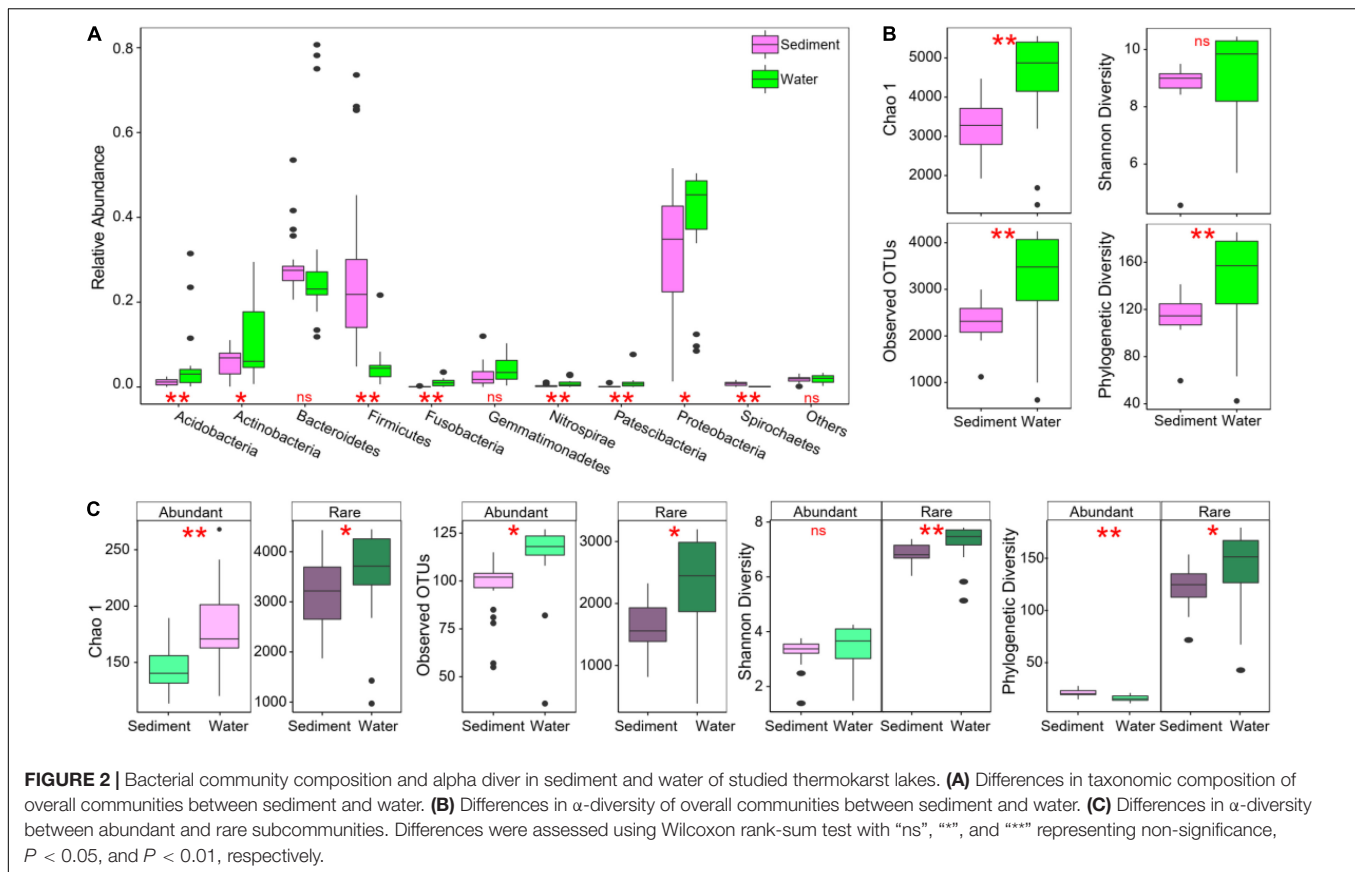 A
Relative Abundance
0.8
0.6
0.4
0.2
0.0
Sediment
Water
** * ns ** ** ns ** ** * ** ns
Acidobacteria
Actinobacteria
Bacteroidetes
Firmicutes
Fusobacteria
Gemmatimonadetes
Nitrospirae
Patescibacteria
Proteobacteria
Spirochaetes
Others
B
Chao 1
5000
4000
3000
2000
**
Shannon Diversity
10
8
6
ns
Observed OTUs
4000
3000
2000
1000
**
Sediment Water
Phylogenetic Diversity
160
120
80
40
**
Sediment Water
C
Chao 1
Abundant
250
200
150
**
Sediment Water
Rare
4000
3000
2000
1000
*
Sediment Water
Observed OTUs
Abundant
125
100
75
50
*
Sediment Water
Rare
3000
2000
1000
*
Sediment Water
Shannon Diversity
Abundant
Rare
8
6
4
2
ns
**
Sediment Water
Sediment Water
Phylogenetic Diversity
Abundant
Rare
150
100
50
**
*
Sediment Water
Sediment Water
FIGURE 2 | Bacterial community composition and alpha diver in sediment and water of studied thermokarst lakes. (A) Differences in taxonomic composition of
overall communities between sediment and water. (B) Differences in α-diversity of overall communities between sediment and water. (C) Differences in α-diversity
between abundant and rare subcommunities. Differences were assessed using Wilcoxon rank-sum test with “ns”, “*”, and “**” representing non-significance,
P < 0.05, and P < 0.01, respectively.